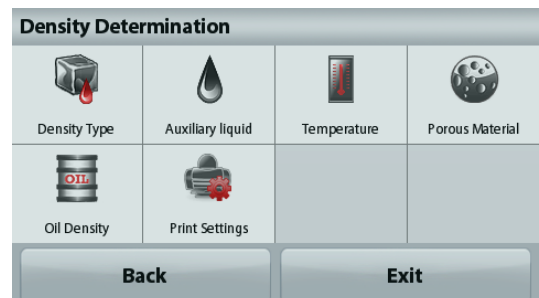 Density Determination
Density Type
Auxiliary liquid
Temperature
Porous Material
OIL
Oil Density
Print Settings
Back
Exit